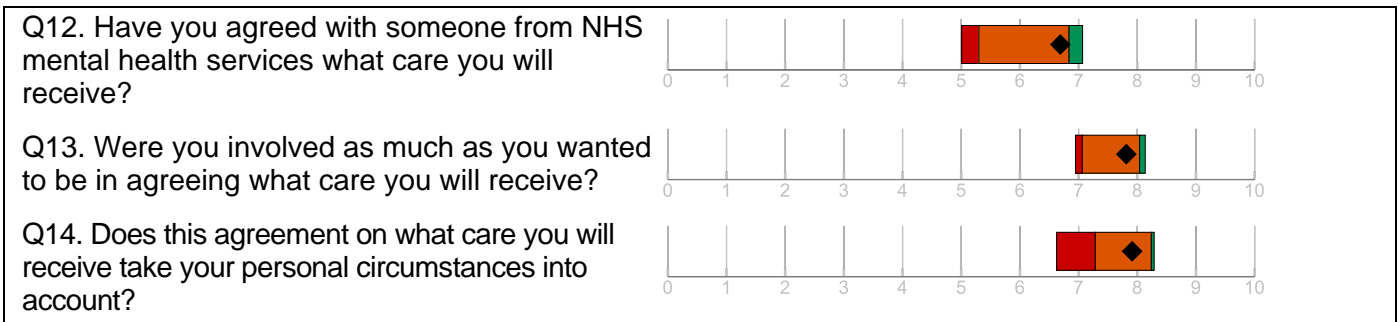 Q12. Have you agreed with someone from NHS
mental health services what care you will
receive?
0 1 2 3 4 5 6 7 8 9 10
Q13. Were you involved as much as you wanted
to be in agreeing what care you will receive?
0 1 2 3 4 5 6 7 8 9 10
Q14. Does this agreement on what care you will
receive take your personal circumstances into
account?
0 1 2 3 4 5 6 7 8 9 10